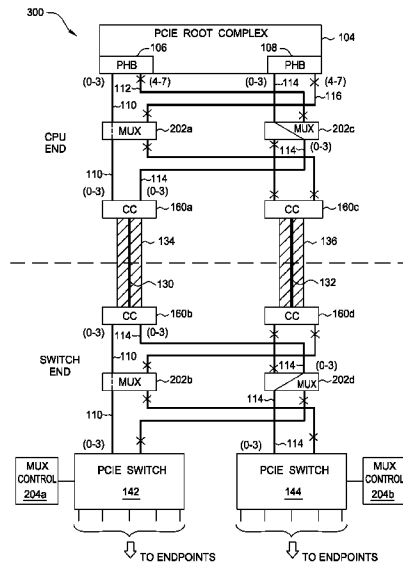 300
PCIE ROOT COMPLEX
104
106
108
PHB
PHB
(0-3)
(4-7)
(0-3)
114
(4-7)
112
110
116
CPU
END
MUX
202a
MUX
202c
114
(0-3)
110
114
(0-3)
(0-3)
CC
160a
CC
160c
134
136
130
132
CC
160b
CC
160d
(0-3)
(0-3)
114
110
114
(0-3)
SWITCH
END
MUX
202b
MUX
202d
110
114
(0-3)
(0-3)
114
MUX
CONTROL
204a
PCIE SWITCH
142
PCIE SWITCH
144
MUX
CONTROL
204b
TO ENDPOINTS
TO ENDPOINTS